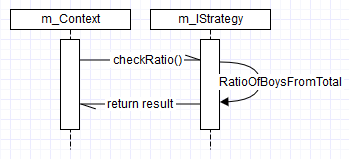 m_Context
m_IStrategy
checkRatio()
RatioOfBoysFromTotal
return result